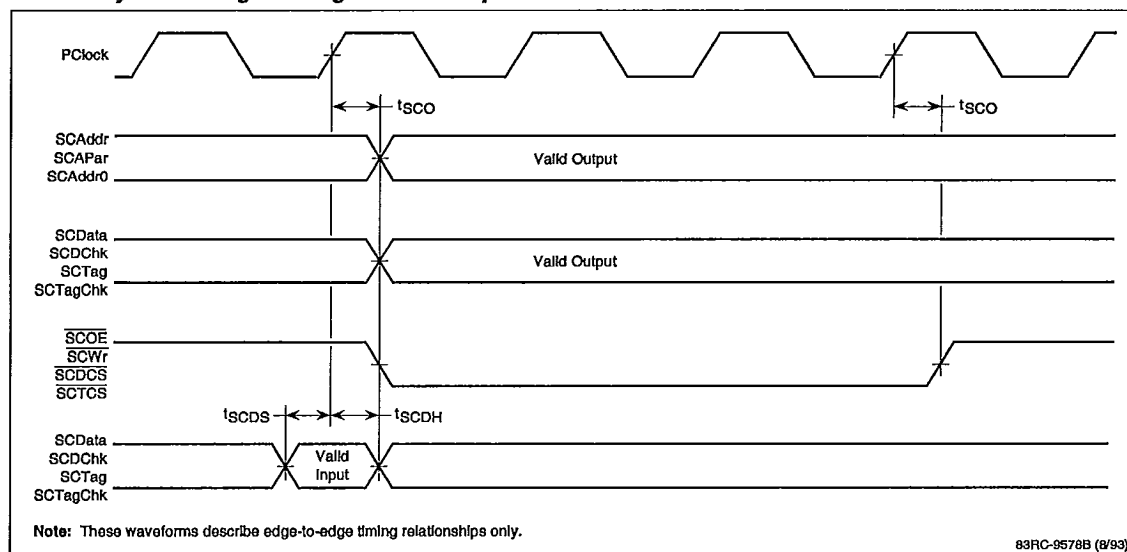 PClock
tSCO
tSCO
SCAddr
SCAPar
SCAddr0
Valid Output
SCData
SCDChk
SCTag
SCTagChk
Valid Output
SCOE
SCWr
SCDCS
SCTCS
tSCDS
tSCDH
SCData
SCDChk
SCTag
SCTagChk
Valid
Input
Note: These waveforms describe edge-to-edge timing relationships only.
83RC-9578B (8/93)